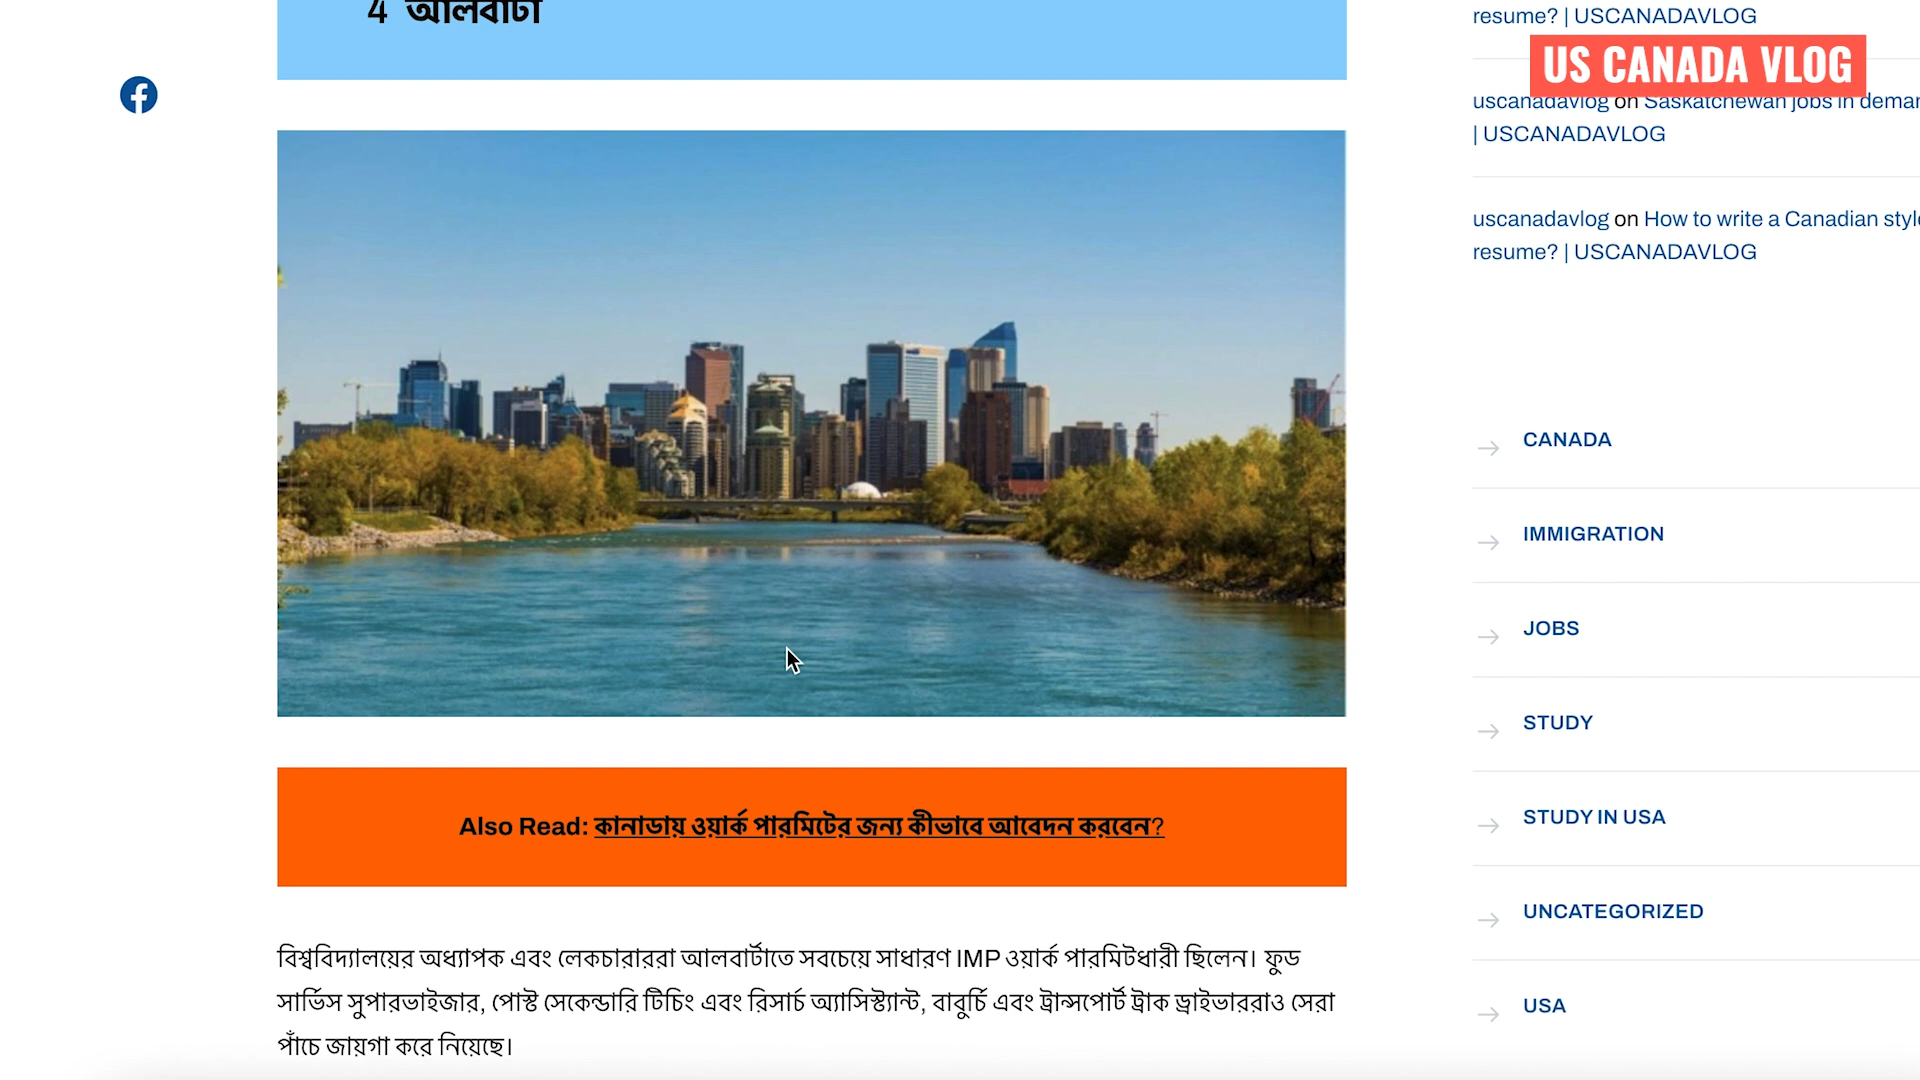 4 আলবার্টা
Also Read: কানাডায় ওয়ার্ক পারমিটের জন্য কীভাবে আবেদন করবেন?
বিশ্ববিদ্যালয়ের অধ্যাপক এবং লেকচারাররা আলবার্টাতে সবচেয়ে সাধারণ IMP ওয়ার্ক পারমিটধারী ছিলেন। ফুড
সার্ভিস সুপারভাইজার, পোস্ট সেকেন্ডারি টিচিং এবং রিসার্চ অ্যাসিস্ট্যান্ট, বাবুর্চি এবং ট্রান্সপোর্ট ট্রাক ড্রাইভাররাও সেরা
পাঁচে জায়গা করে নিয়েছে।
resume? | USCANADAVLOG
US CANADA VLOG
uscanadavlog on Saskatchewan jobs in
| USCANADAVLOG
uscanadavlog on How to write a Canadian
resume? | USCANADAVLOG
CANADA
IMMIGRATION
JOBS
STUDY
STUDY IN USA
UNCATEGORIZED
USA